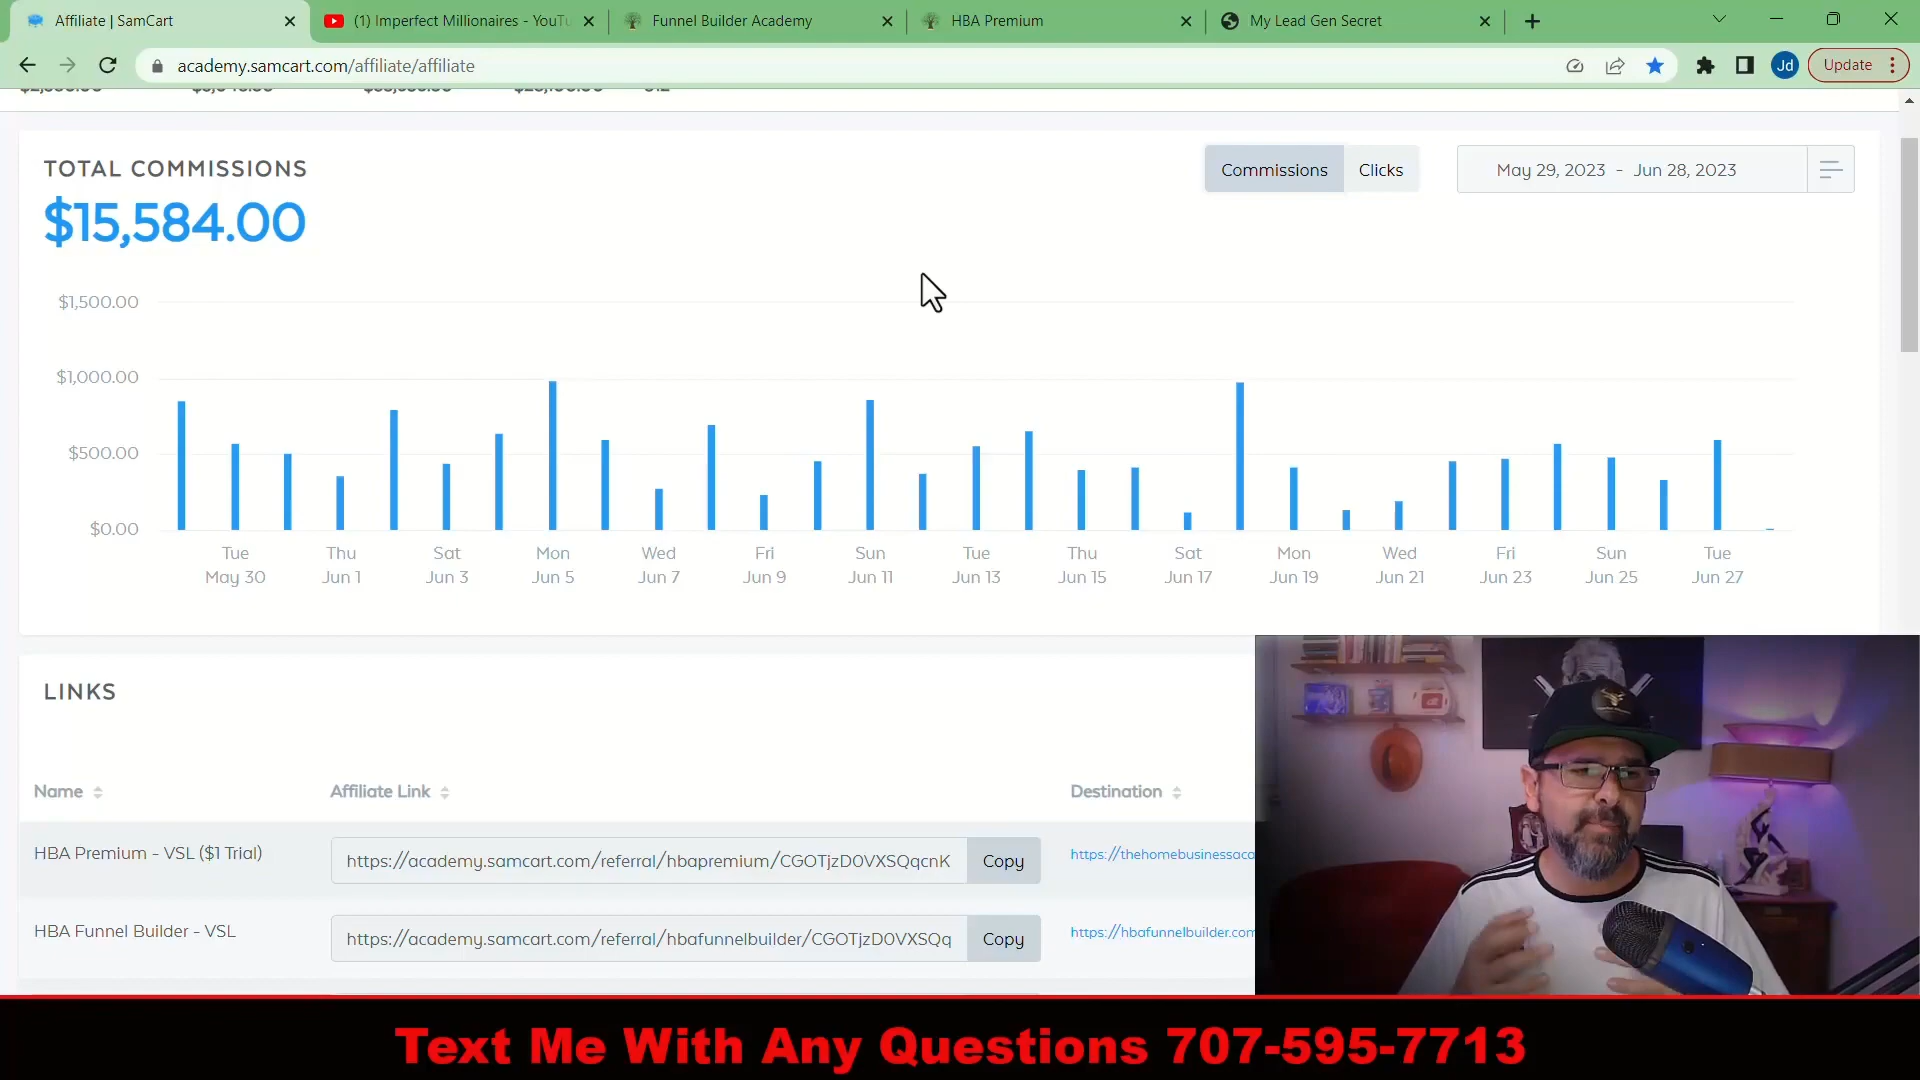 Affiliate | SamCart
(1) Imperfect Millionaires - YouTu
Funnel Builder Academy
HBA Premium
My Lead Gen Secret
academy.samcart.com/affiliate/affiliate
Jd
Update
TOTAL COMMISSIONS
$15,584.00
Commissions
Clicks
May 29, 2023 - Jun 28, 2023
$1,500.00
$1,000.00
$500.00
$0.00
Tue Thu Sat Mon Wed Fri Sun Tue Thu Sat Mon Wed Fri Sun Tue
May 30 Jun 1 Jun 3 Jun 5 Jun 7 Jun 9 Jun 11 Jun 13 Jun 15 Jun 17 Jun 19 Jun 21 Jun 23 Jun 25 Jun 27
LINKS
Name
Affiliate Link
Destination
HBA Premium - VSL ($1 Trial)
https://academy.samcart.com/referral/hbapremium/CGOTjzD0VXSQqcnK
Copy
https://thehomebusinessaca
HBA Funnel Builder - VSL
https://academy.samcart.com/referral/hbafunnelbuilder/CGOTjzD0VXSQq
Copy
https://hbafunnelbuilder.com
Text Me With Any Questions 707-595-7713